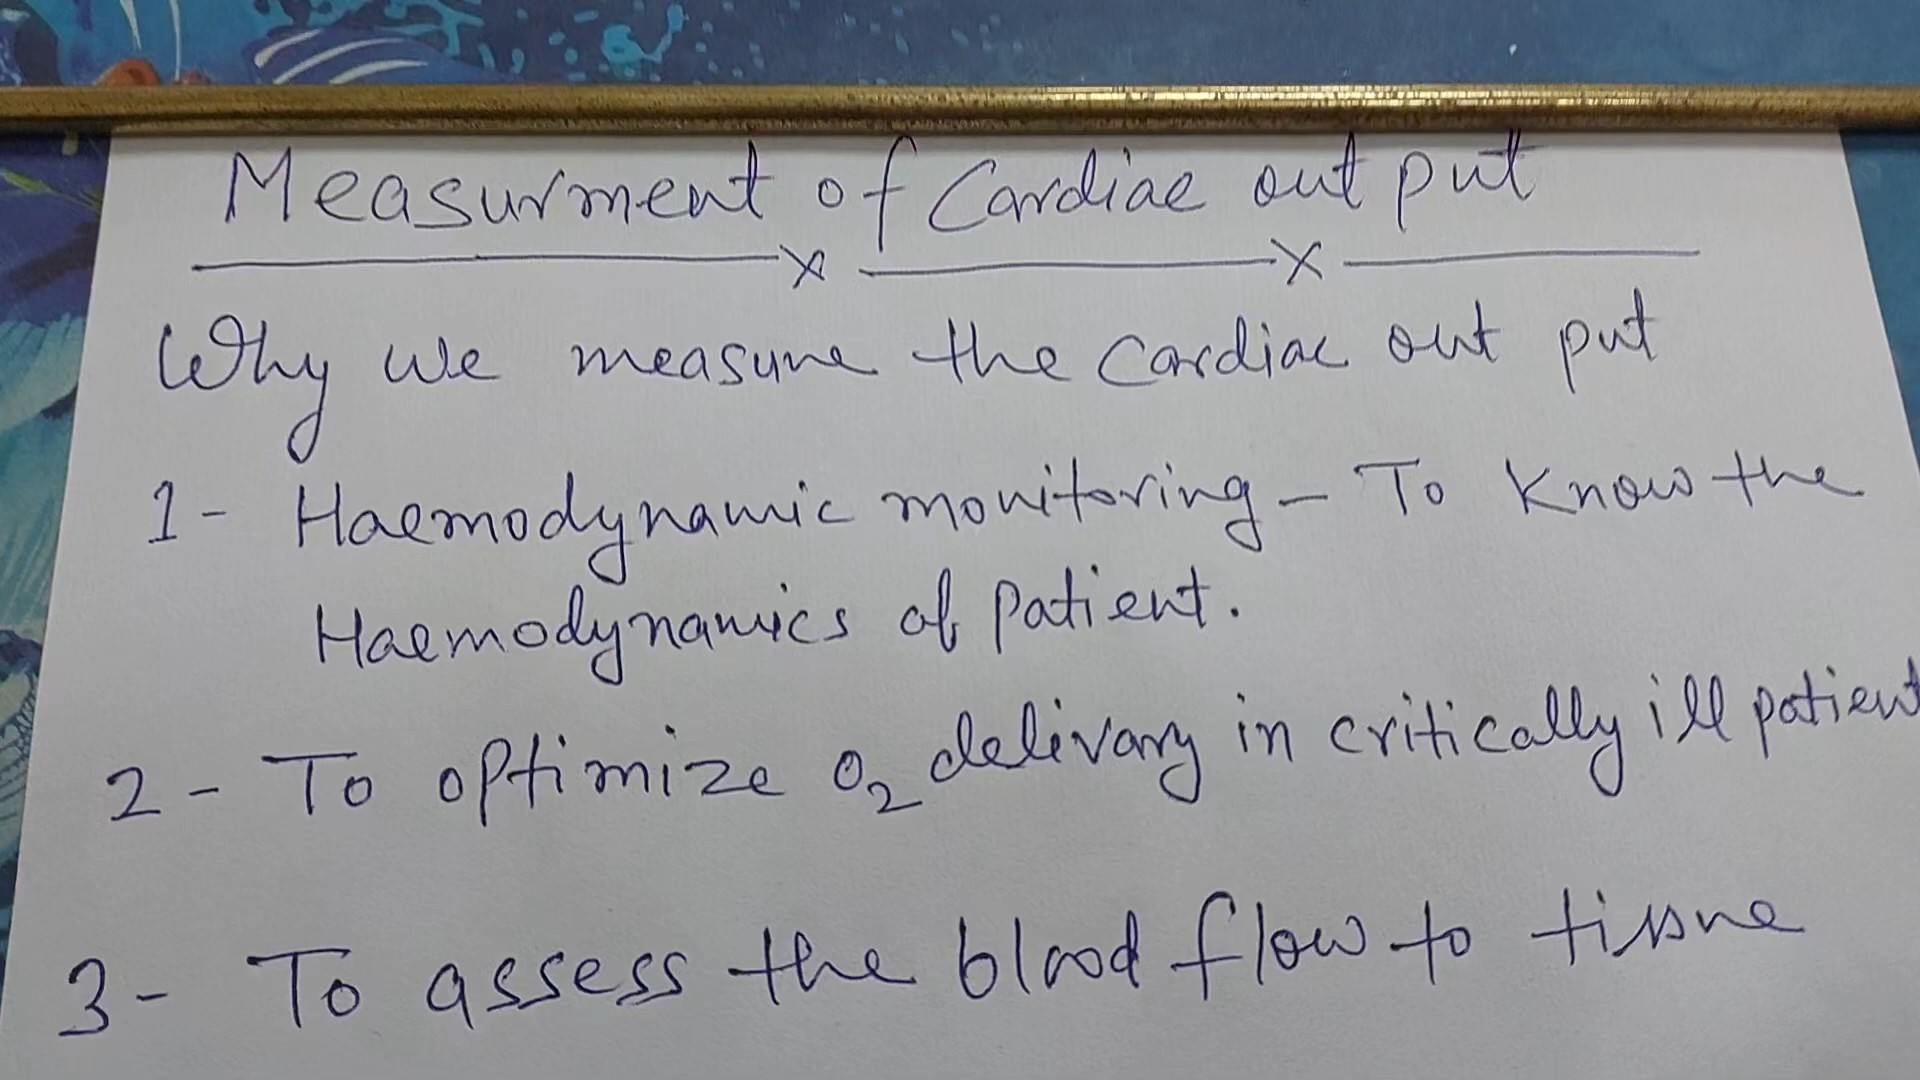 Measurment of Cardiac out put
Why we measure the cardiac out put
1- Haemodynamic monitoring - To know the
Haemodynamics of patient.
2- To optimize O2 delivary in critically ill patient
3- To assess the blood flow to tissue